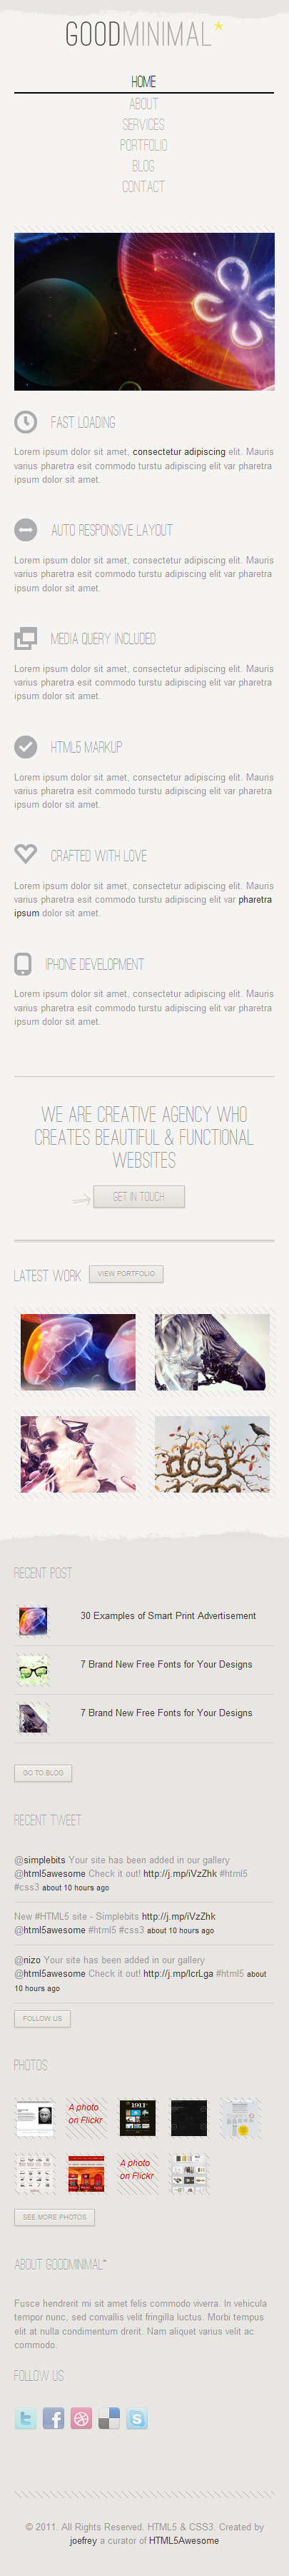 GOODMINIMAL*
HOME
ABOUT
SERVICES
PORTFOLIO
BLOG
CONTACT
FAST LOADING
Lorem ipsum dolor sit amet, consectetur adipiscing elit. Mauris
varius pharetra esit commodo turstu adipiscing elit var pharetra
ipsum dolor sit amet.
AUTO RESPONSIVE LAYOUT
Lorem ipsum dolor sit amet, consectetur adipiscing elit. Mauris
varius pharetra esit commodo turstu adipiscing elit var pharetra
ipsum dolor sit amet.
MEDIA QUERY INCLUDED
Lorem ipsum dolor sit amet, consectetur adipiscing elit. Mauris
varius pharetra esit commodo turstu adipiscing elit var pharetra
ipsum dolor sit amet.
HTML5 MARKUP
Lorem ipsum dolor sit amet, consectetur adipiscing elit. Mauris
varius pharetra esit commodo turstu adipiscing elit var pharetra
ipsum dolor sit amet.
CRAFTED WITH LOVE
Lorem ipsum dolor sit amet, consectetur adipiscing elit. Mauris
varius pharetra esit commodo turstu adipiscing elit var pharetra
ipsum dolor sit amet.
IPHONE DEVELOPMENT
Lorem ipsum dolor sit amet, consectetur adipiscing elit. Mauris
varius pharetra esit commodo turstu adipiscing elit var pharetra
ipsum dolor sit amet.
WE ARE CREATIVE AGENCY WHO
CREATES BEAUTIFUL & FUNCTIONAL
WEBSITES
GET IN TOUCH
LATEST WORK VIEW PORTFOLIO
RECENT POST
30 Examples of Smart Print Advertisement
7 Brand New Free Fonts for Your Designs
7 Brand New Free Fonts for Your Designs
GO TO BLOG
RECENT TWEET
@simplebits Your site has been added in our gallery
@html5awesome Check it out! http://j.mp/iVzZhk #html5
#css3 about 10 hours ago
New #HTML5 site - Simplebits http://j.mp/iVzZhk
@html5awesome #html5 #css3 about 10 hours ago
@nizo Your site has been added in our gallery
@html5awesome Check it out! http://j.mp/lcrLga #html5 about
10 hours ago
FOLLOW US
PHOTOS
A photo
on Flickr
A photo
on Flickr
SEE MORE PHOTOS
ABOUT GOODMINIMAL*
Fusce hendrerit mi sit amet felis commodo viverra. In vehicula
tempor nunc, sed convallis velit fringilla luctus. Morbi tempus
elit at nulla condimentum drerit. Nam aliquet varius velit ac
commodo.
FOLLOW US
© 2011. All Rights Reserved. HTML5 & CSS3. Created by
joefrey a curator of HTML5Awesome